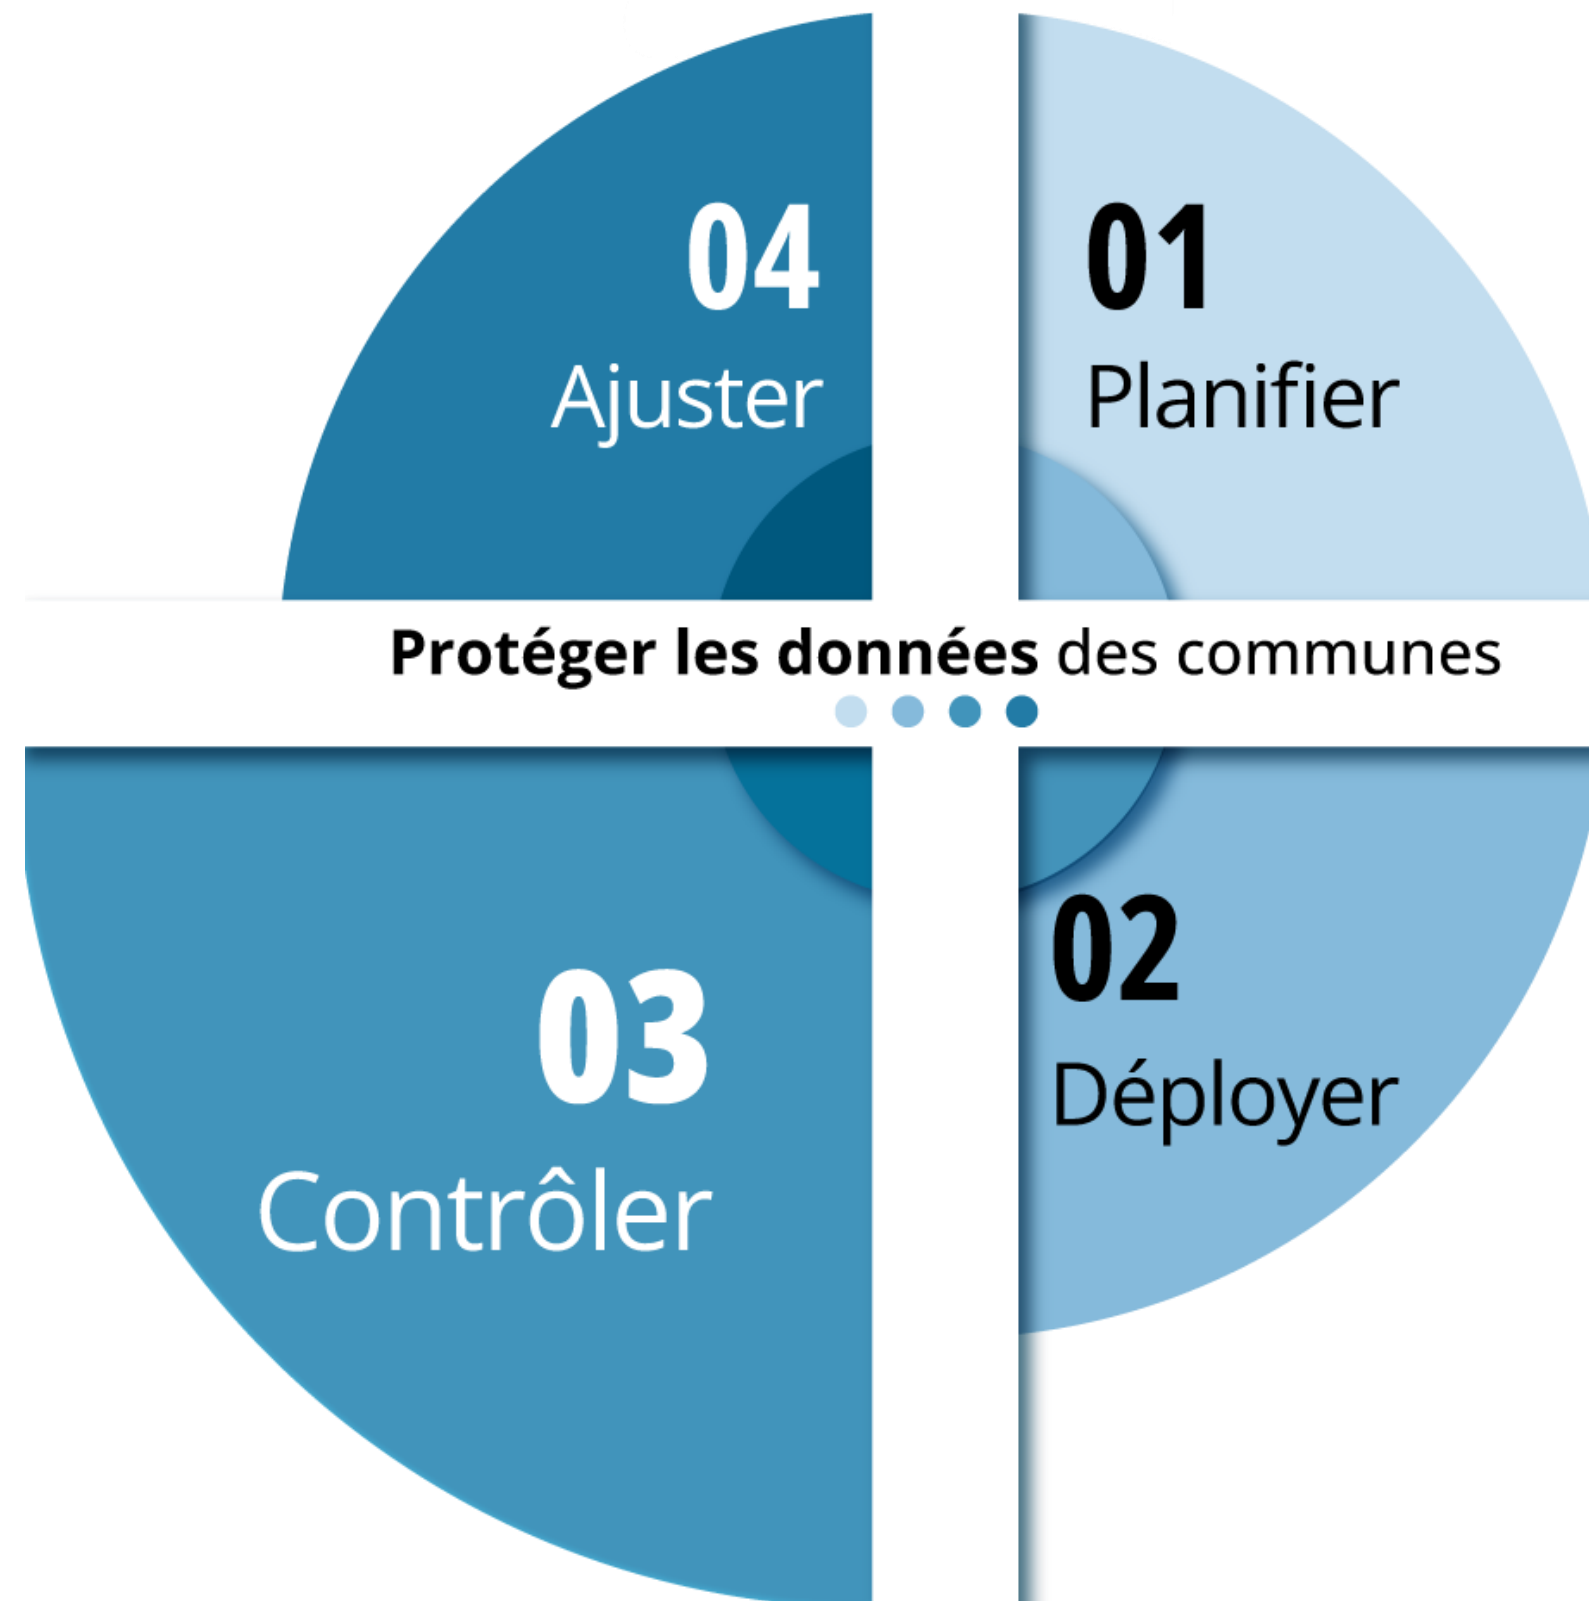 04
Ajuster
01
Planifier
Protéger les données des communes
03
Contrôler
02
Déployer